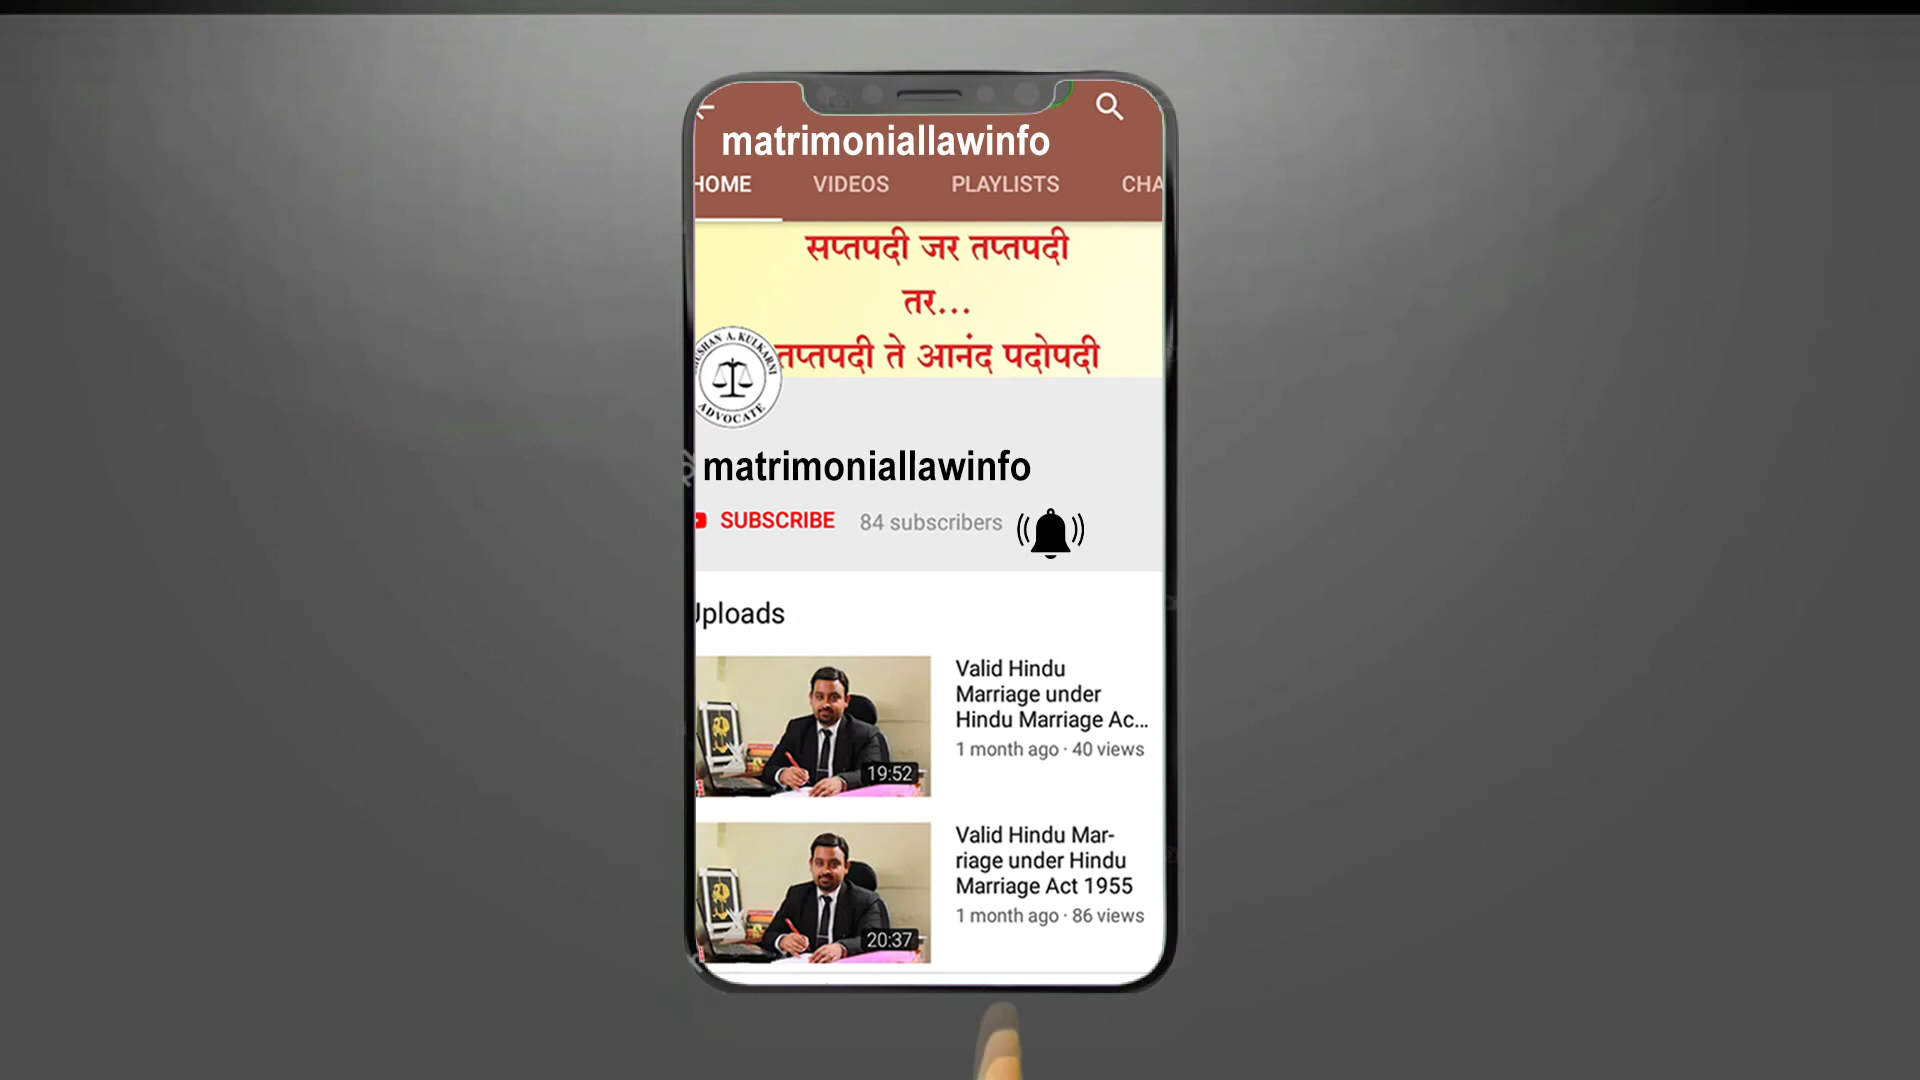 matrimoniallawinfo
HOME
VIDEOS
PLAYLISTS
CHA
सप्तपदी जर तप्तपदी
तर...
तप्तपदी ते आनंद पदोपदी
A. KULKARNI
ADVOCATE
matrimoniallawinfo
SUBSCRIBE
84 subscribers
Uploads
Valid Hindu
Marriage under
Hindu Marriage Ac...
1 month ago · 40 views
19:52
Valid Hindu Mar-
riage under Hindu
Marriage Act 1955
1 month ago · 86 views
20:37